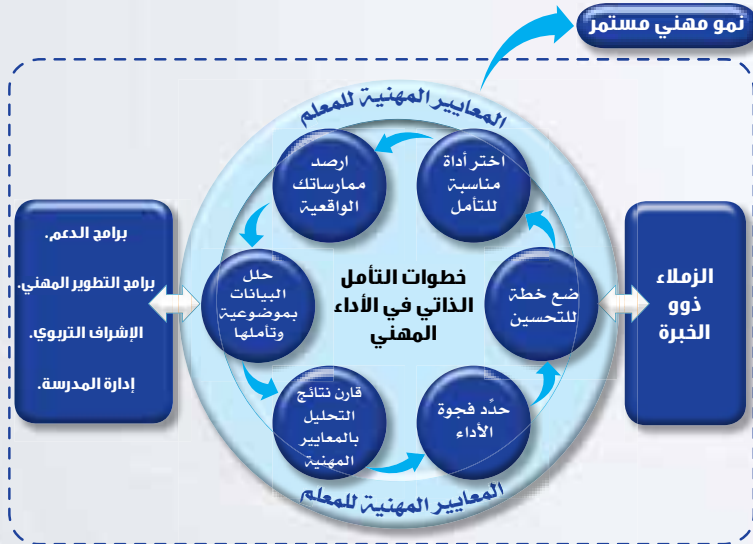 نمو مهني مستمر
المعايير المهنية للمعلم
اختر أداة
مناسبة
للتأمل
ارصد
ممارساتك
الواقعية
حلل
البيانات
بموضوعية
وتأملها
قارن نتائج
التحليل
بالمعايير
المهنية
حدّد فجوة
الأداء
ضع خطة
للتحسين
خطوات التأمل
الذاتي في الأداء
المهني
الزملاء
ذوو
الخبرة
برامج الدعم.
برامج التطوير المهني.
الإشراف التربوي.
إدارة المدرسة.
المعايير المهنية للمعلم